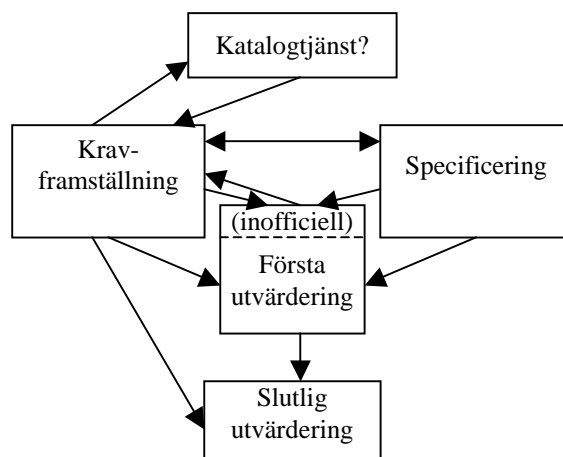 Katalogtjänst?
Krav-
framställning
Specificering
(inofficiell)
Första
utvärdering
Slutlig
utvärdering